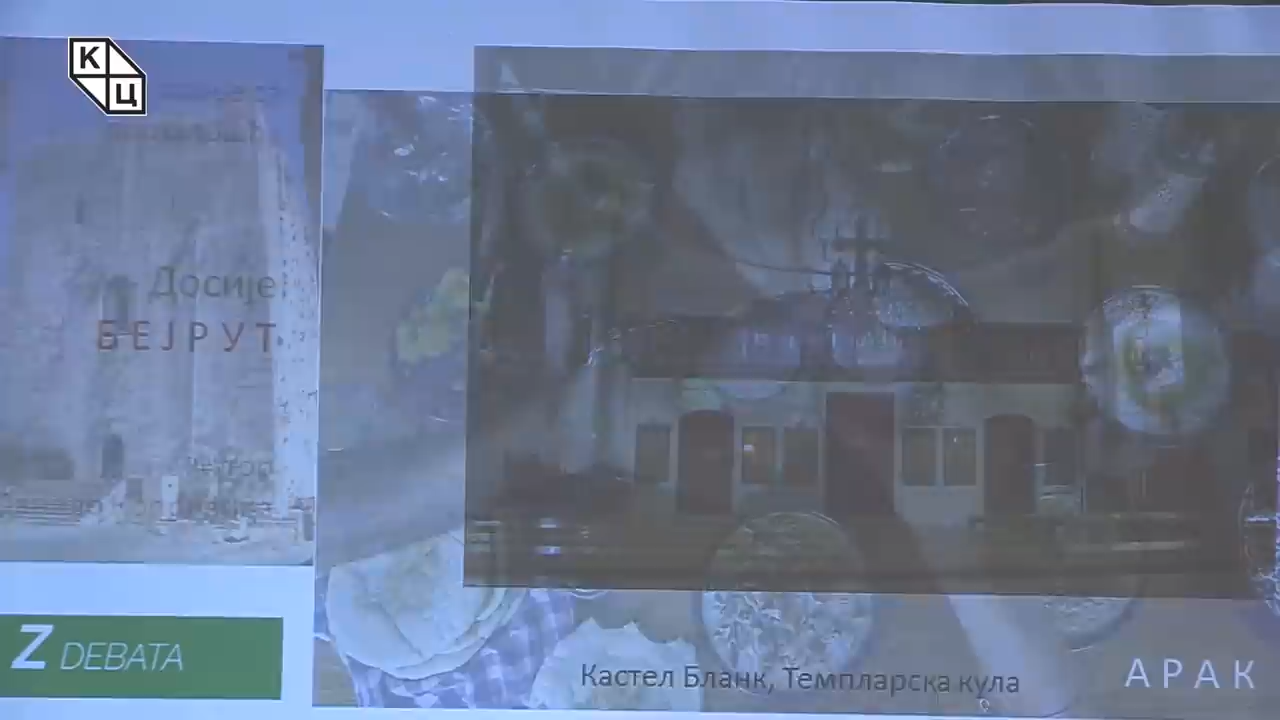 К
Ц
Досије
БЕЈРУТ
Z DEBATA
Кастел Бланк, Темпларска кула
АРАК